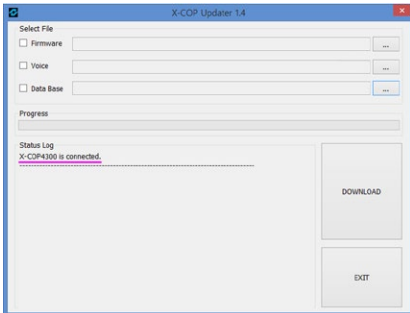 X-COP Updater 1.4
Select File
Firmware
...
Voice
...
Data Base
...
Progress
Status Log
X-COP4300 is connected.
DOWNLOAD
EXIT